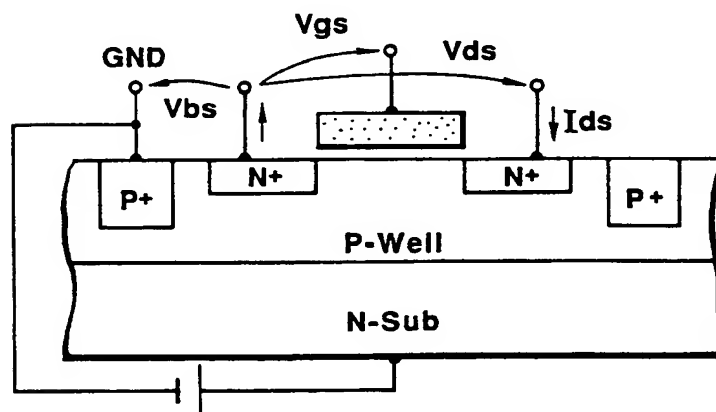 Vgs
GND
Vds
Vbs
Ids
P+
N+
N+
P+
P-Well
N-Sub